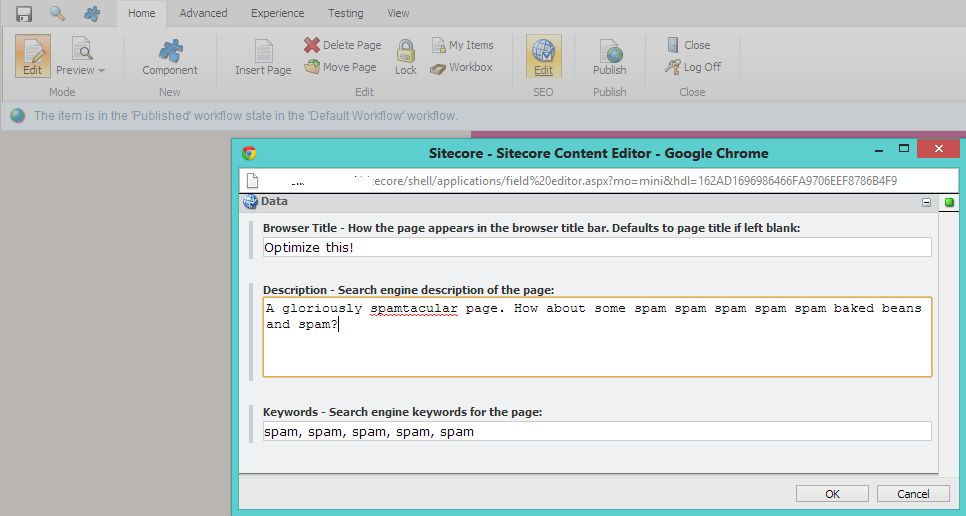 Home Advanced Experience Testing View
Edit Preview Component Insert Page Delete Page Move Page Lock My Items Workbox Edit Publish Close Log Off
Mode New Edit SEO Publish Close
The item is in the 'Published' workflow state in the 'Default Workflow' workflow.
Sitecore - Sitecore Content Editor - Google Chrome
tecore/shell/applications/field%20editor.aspx?mo=mini&hdl=162AD1696986466FA9706EEF8786B4F9
Data
Browser Title - How the page appears in the browser title bar. Defaults to page title if left blank:
Optimize this!
Description - Search engine description of the page:
A gloriously spamtacular page. How about some spam spam spam spam spam baked beans
and spam?
Keywords - Search engine keywords for the page:
spam, spam, spam, spam, spam
OK Cancel